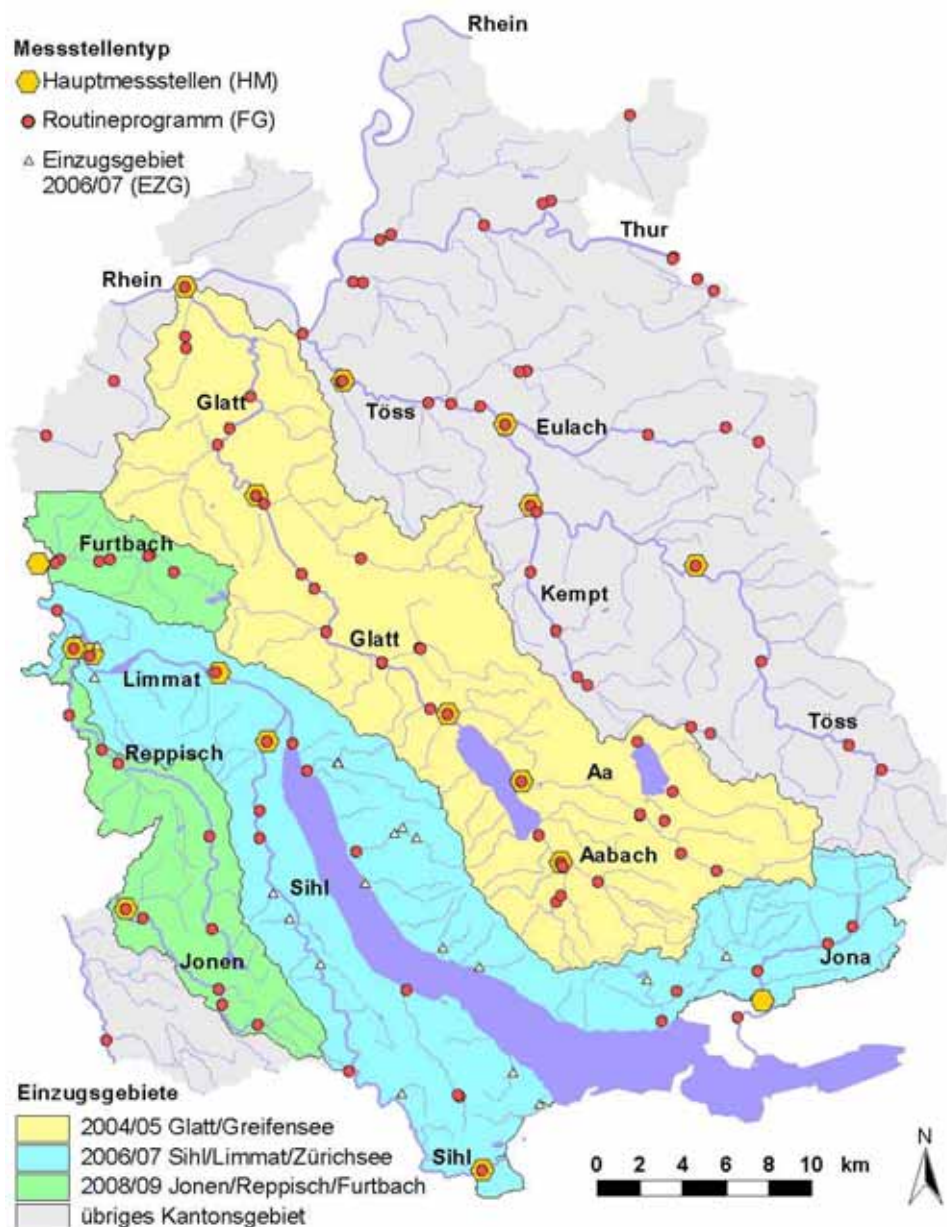 Rhein
Messstellentyp
Hauptmessstellen (HM)
Routineprogramm (FG)
Einzugsgebiet
2006/07 (EZG)
Thur
Rhein
Glatt
Töss
Eulach
Furtbach
Kempt
Glatt
Limmat
Töss
Reppisch
Aa
Aabach
Sihl
Jonen
Jona
Einzugsgebiete
2004/05 Glatt/Greifensee
2006/07 Sihl/Limmat/Zürichsee
2008/09 Jonen/Reppisch/Furtbach
übriges Kantonsgebiet
Sihl
0 2 4 6 8 10 km
N